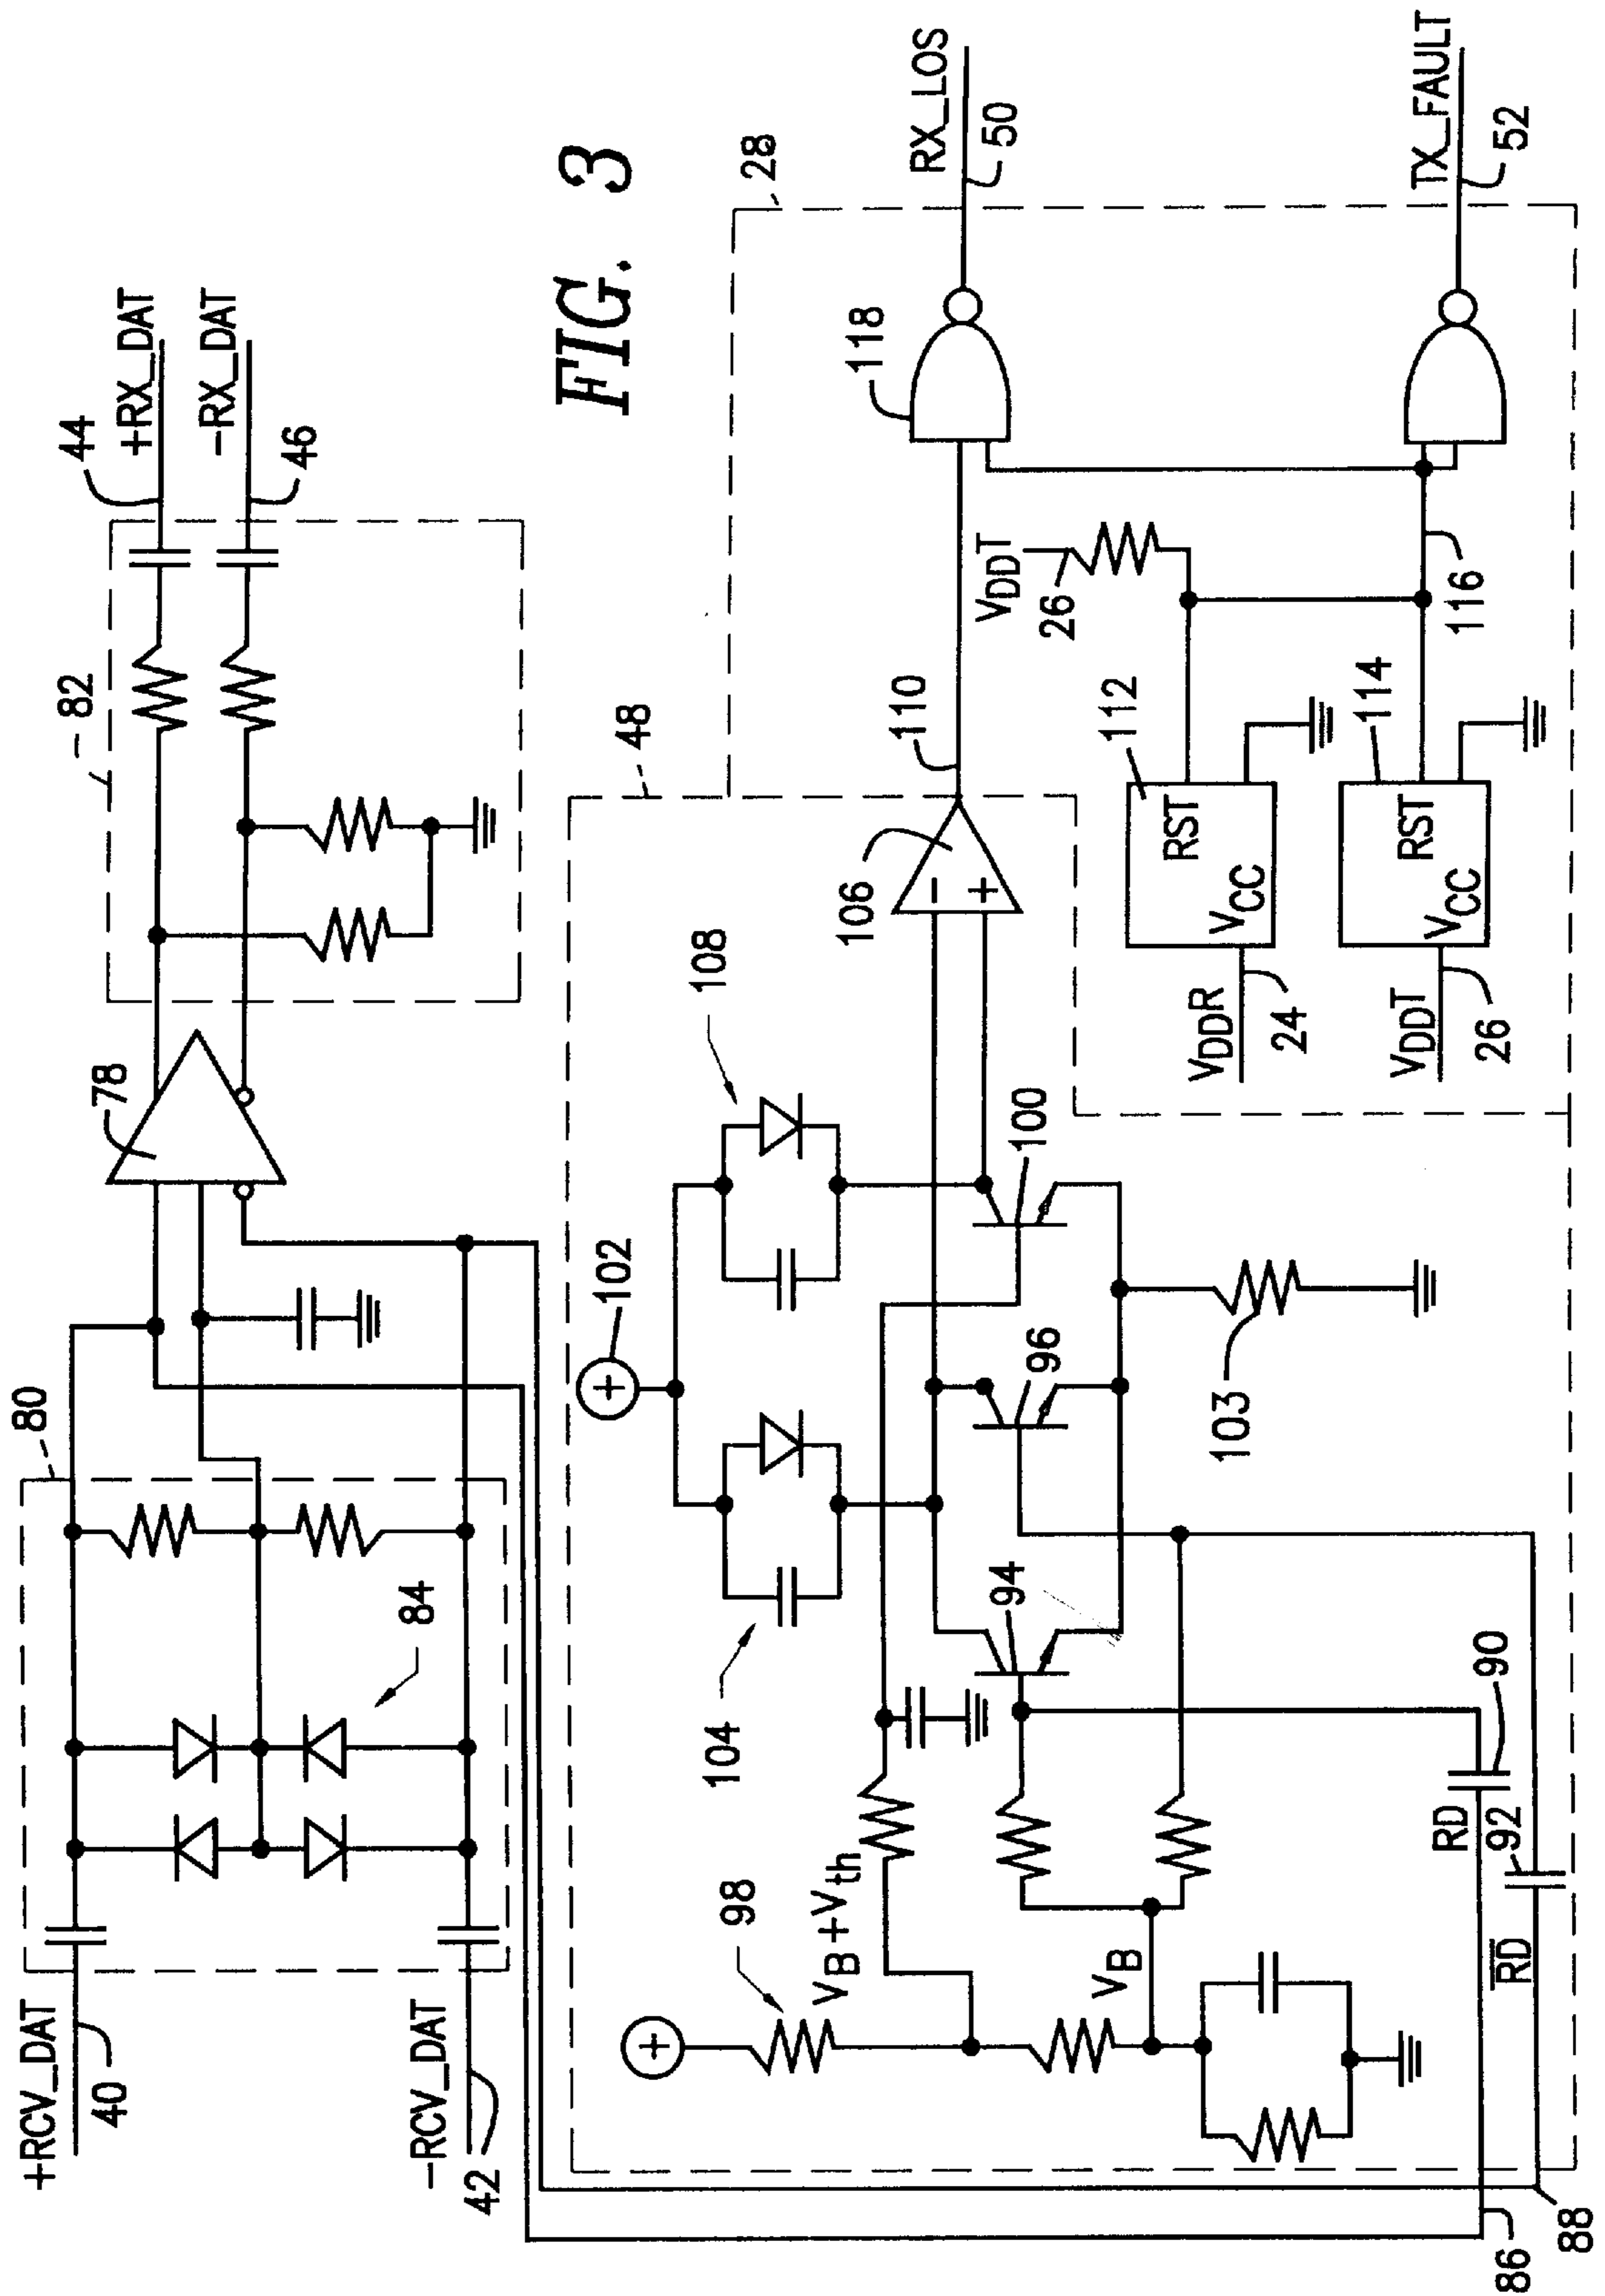 +RCV_DAT
40
-RCV_DAT
42
80
84
78
82
44
+RX_DAT
-RX_DAT
46
FIG. 3
98
VB+Vth
VB
104
102
108
94
96
100
103
RD
90
RD
92
86
88
48
106
-
+
110
VDDR
24
VDDT
26
112
RST
VCC
114
RST
VCC
VDDT
26
116
118
28
RX_LOS
50
TX_FAULT
52
+
+